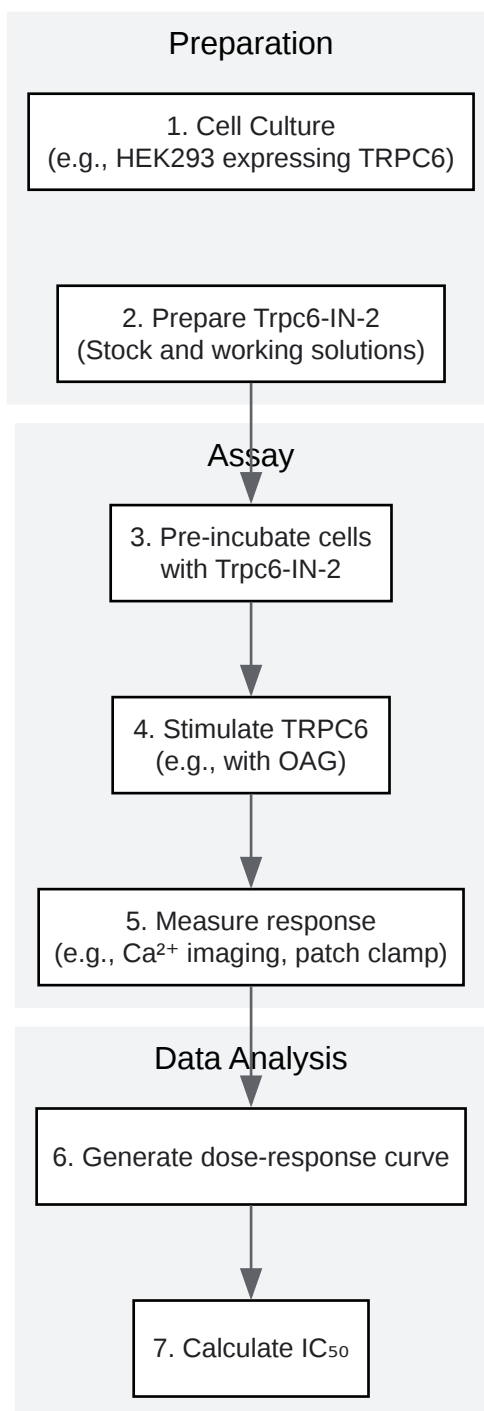 Preparation
1. Cell Culture
(e.g., HEK293 expressing TRPC6)
2. Prepare Trpc6-IN-2
(Stock and working solutions)
Assay
3. Pre-incubate cells
with Trpc6-IN-2
4. Stimulate TRPC6
(e.g., with OAG)
5. Measure response
(e.g., Ca²⁺ imaging, patch clamp)
Data Analysis
6. Generate dose-response curve
7. Calculate IC₅₀